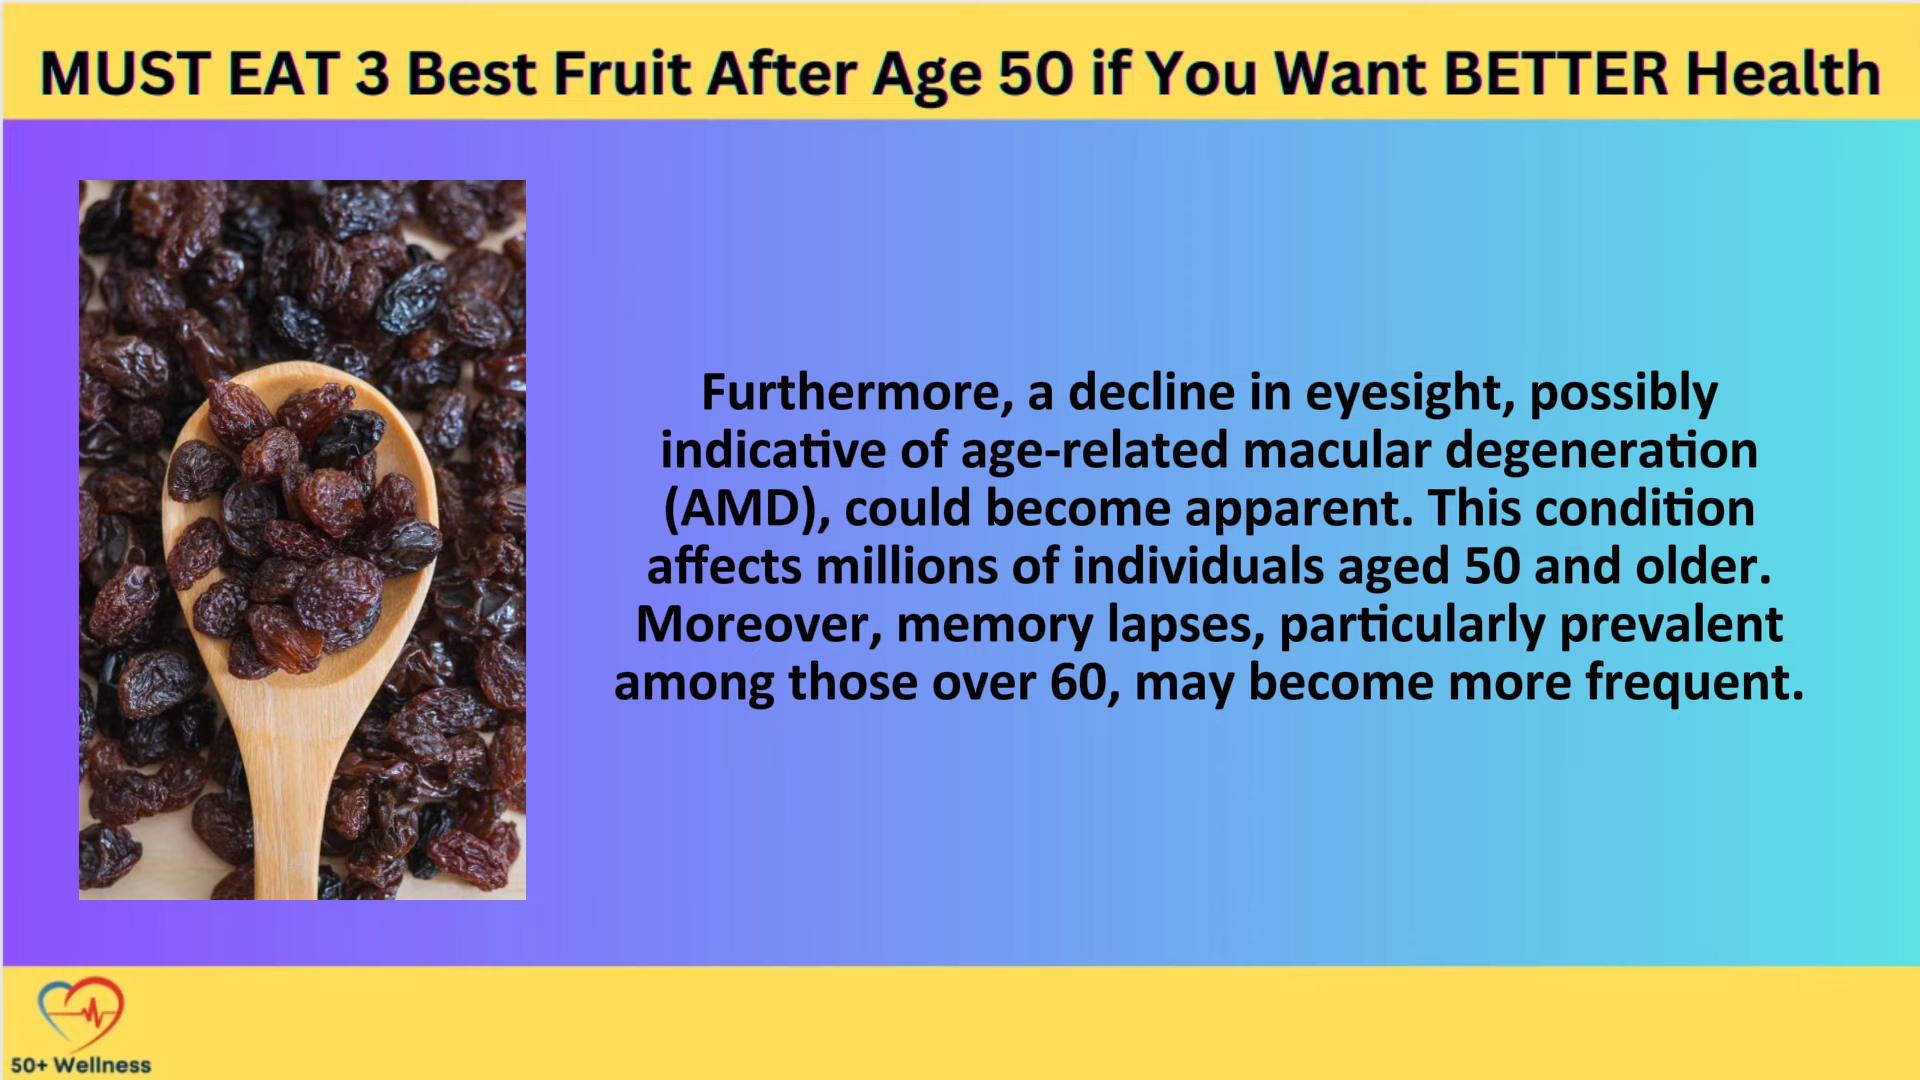 MUST EAT 3 Best Fruit After Age 50 if You Want BETTER Health
Furthermore, a decline in eyesight, possibly
indicative of age-related macular degeneration
(AMD), could become apparent. This condition
affects millions of individuals aged 50 and older.
Moreover, memory lapses, particularly prevalent
among those over 60, may become more frequent.
50+ Wellness